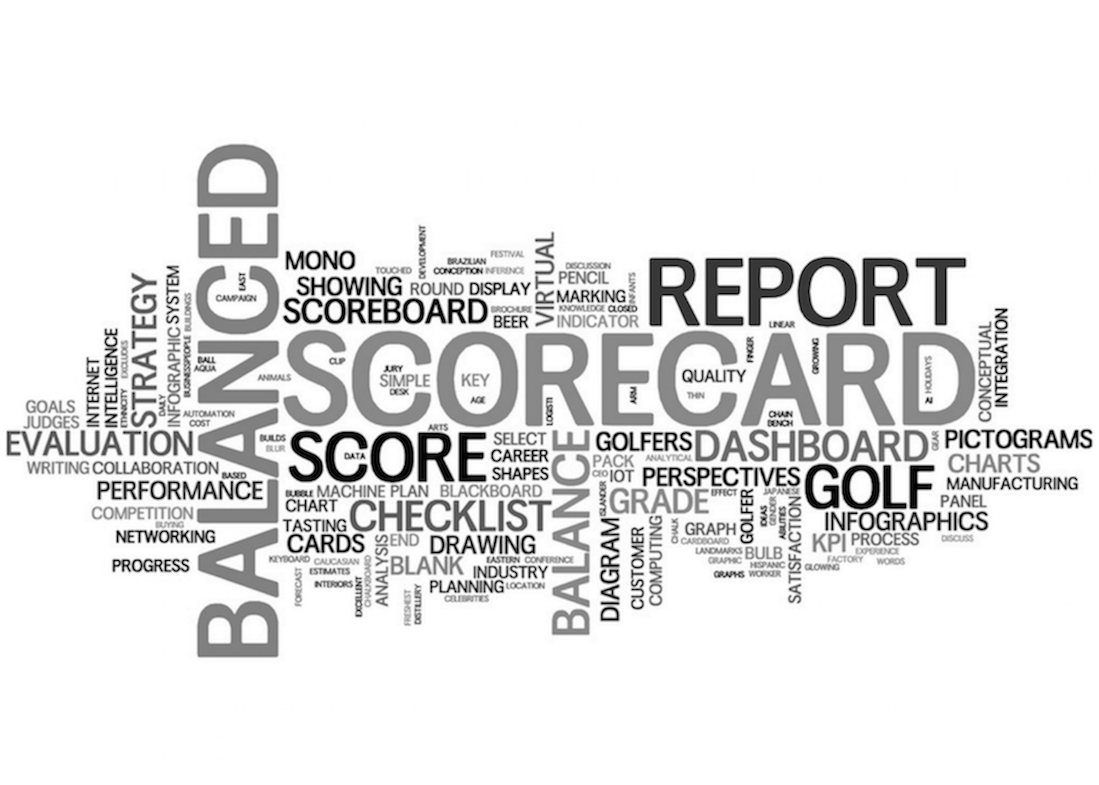 BALANCED
SCORECARD
REPORT
SCORE
GOLF
DASHBOARD
CHECKLIST
BALANCE
SCOREBOARD
STRATEGY
EVALUATION
MONO
SHOWING
ROUND
DISPLAY
TOUCHED
DEVELOPMENT
BRAZILIAN
FESTIVAL
CONCEPTION
INFERENCE
BROCHURE
BEER
VIRTUAL
DISCUSSION
PENCIL
MARKING
INFANTS
KNOWLEDGE
CLOSED
INDICATOR
LINEAR
EAST
CAMPAIGN
SYSTEM
INFOGRAPHIC
BUILDINGS
BUSINESSPEOPLE
DAILY
EXCLUDES
ETHNICITY
INTELLIGENCE
INTERNET
GOALS
JUDGES
BALL
AQUA
AUTOMATION
COST
ANIMALS
CLIP
JURY
SIMPLE
DESK
KEY
AGE
LOGISTI
ARM
QUALITY
THIN
FINGER
GROWING
CHAIN
BENCH
HOLIDAYS
AI
CONCEPTUAL
INTEGRATION
WRITING
COLLABORATION
BASED
PERFORMANCE
COMPETITION
BUYING
NETWORKING
PROGRESS
BUILDS
BLUR
DATA
ARTS
SELECT
CAREER
SHAPES
BUBBLE
MACHINE
PLAN
BLACKBOARD
CHART
TASTING
CARDS
END
DRAWING
KEYBOARD
CAUCASIAN
ESTIMATES
INTERIORS
FORECAST
EXCELLENT
CHALKBOARD
ANALYSIS
BLANK
EASTERN
CONFERENCE
INDUSTRY
PLANNING
LOCATION
CELEBRITIES
FRESHEST
DISTILLERY
GOLFERS
PACK
ANALYTICAL
CEO
IOT
PERSPECTIVES
ISLANDER
GRADE
EFFECT
JAPANESE
GOLFER
IDEAS
GENDER
ABILITIES
SATISFACTION
DIAGRAM
CUSTOMER
COMPUTING
CHALK
GRAPH
CARDBOARD
LANDMARKS
GRAPHIC
BULB
HISPANIC
GRAPHS
WORKER
GEAR
PICTOGRAMS
CHARTS
MANUFACTURING
PANEL
INFOGRAPHICS
KPI
PROCESS
DISCUSS
EXPERIENCE
FACTORY
WORDS
GLOWING